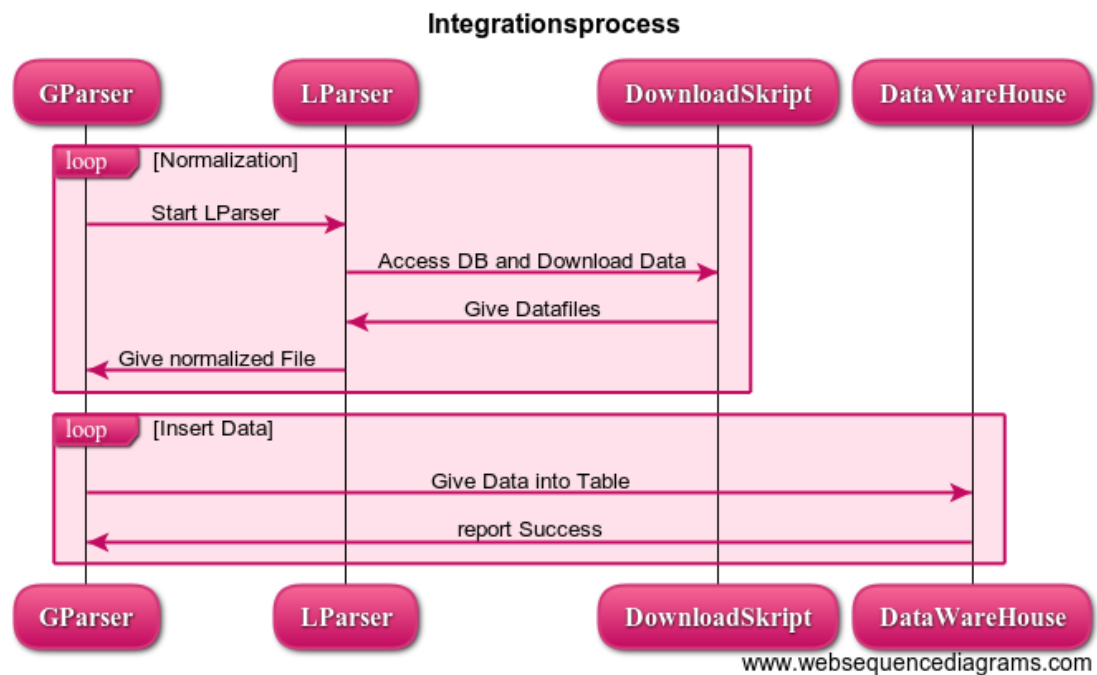 Integrationsprocess
GParser
LParser
DownloadSkript
DataWareHouse
loop
[Normalization]
Start LParser
Access DB and Download Data
Give Datafiles
Give normalized File
loop
[Insert Data]
Give Data into Table
report Success
GParser
LParser
DownloadSkript
DataWareHouse
www.websequencediagrams.com